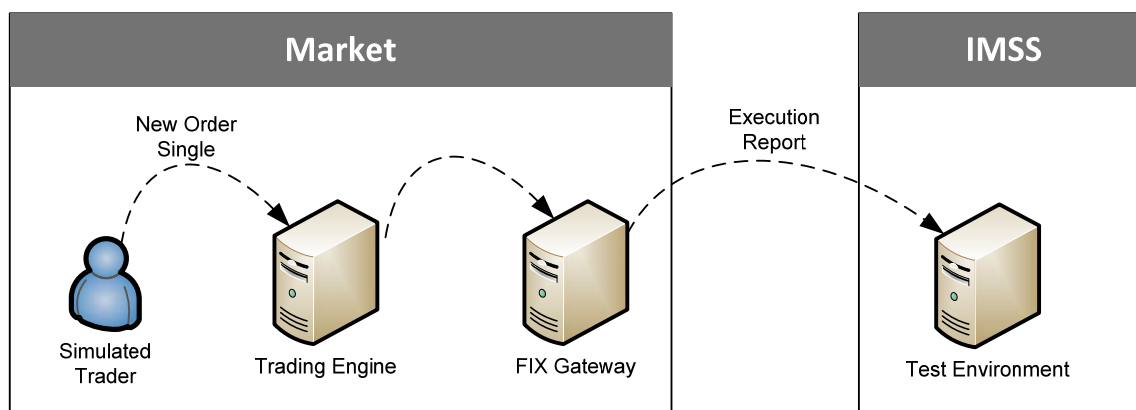 Market
IMSS
New Order
Single
Execution
Report
Simulated
Trader
Trading Engine
FIX Gateway
Test Environment